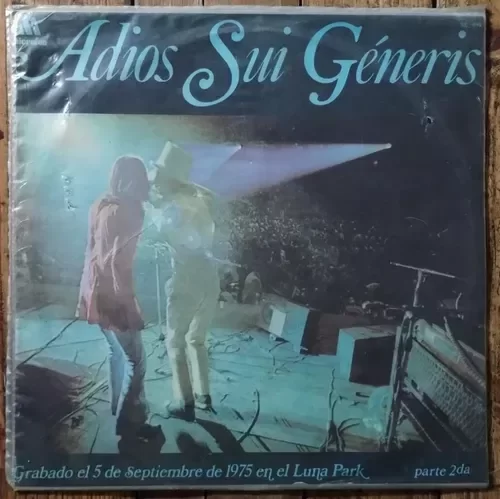 Adios Sui Géneris
Grabado el 5 de Septiembre de 1975 en el Luna Park
parte 2da